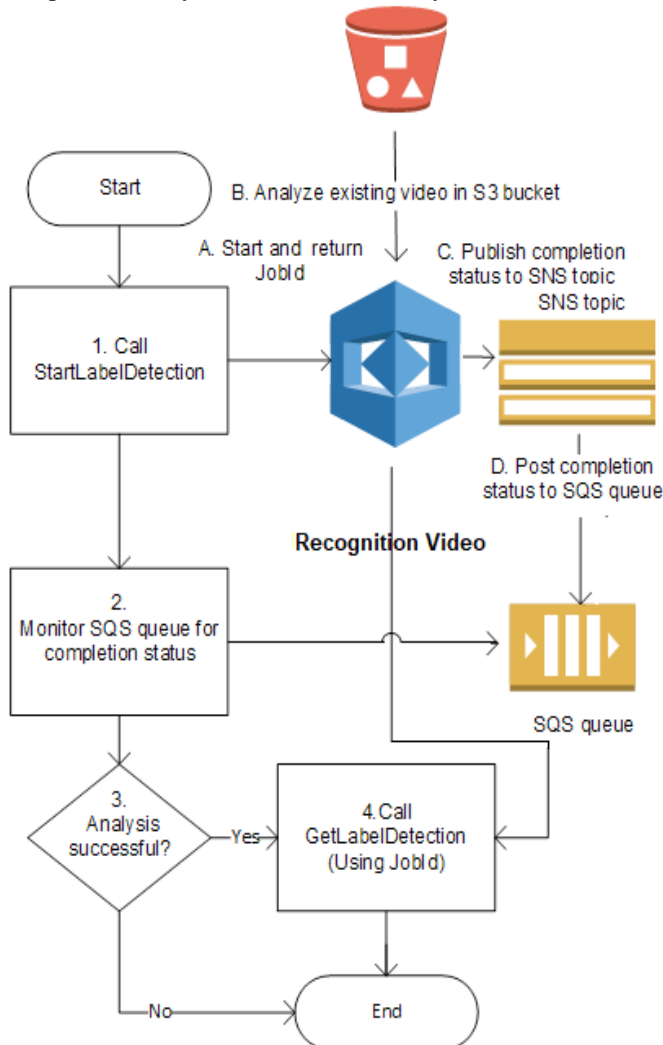 Start
B. Analyze existing video in S3 bucket
A. Start and return
JobId
C. Publish completion
status to SNS topic
SNS topic
1. Call
StartLabelDetection
D. Post completion
status to SQS queue
Recognition Video
2.
Monitor SQS queue for
completion status
SQS queue
3.
Analysis
successful?
Yes
4.Call
GetLabelDetection
(Using JobId)
No
End